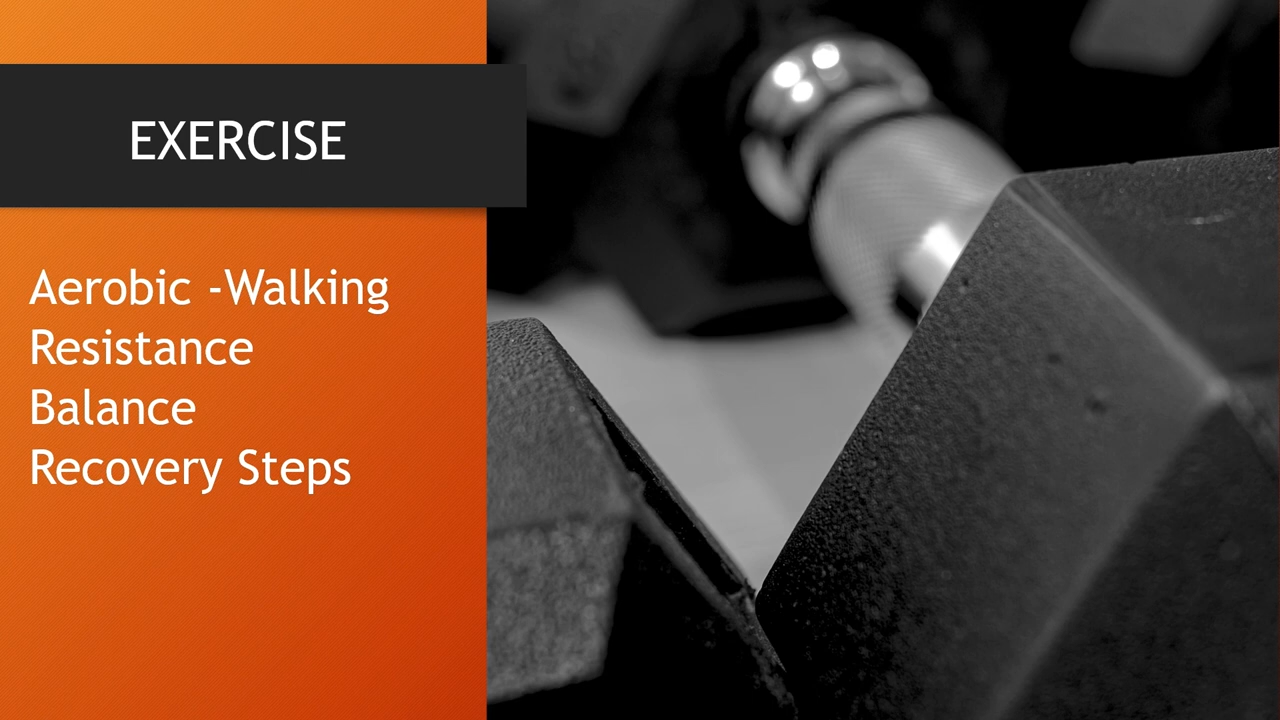 EXERCISE
Aerobic -Walking
Resistance
Balance
Recovery Steps